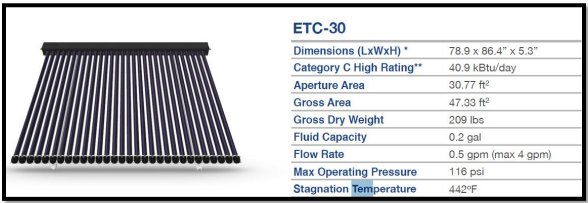 ETC-30
Dimensions (LxWxH) * 78.9 x 86.4” x 5.3”
Category C High Rating** 40.9 kBtu/day
Aperture Area 30.77 ft²
Gross Area 47.33 ft²
Gross Dry Weight 209 lbs
Fluid Capacity 0.2 gal
Flow Rate 0.5 gpm (max 4 gpm)
Max Operating Pressure 116 psi
Stagnation Temperature 442ºF